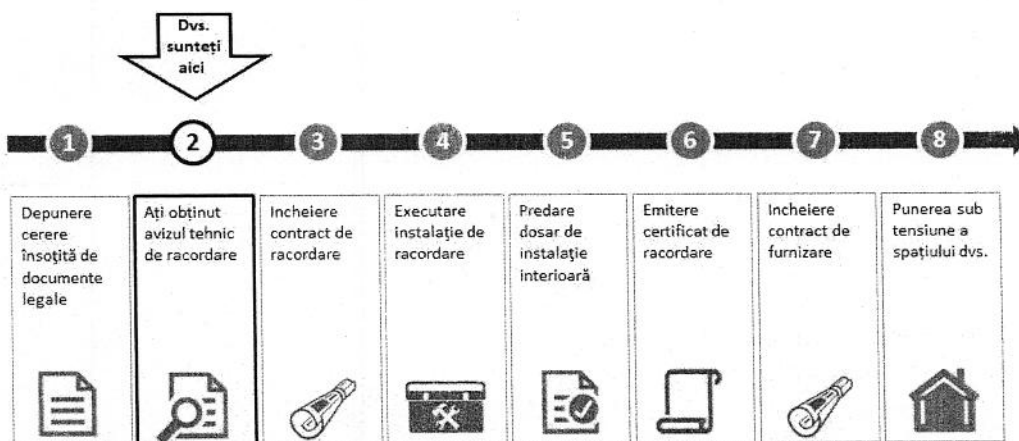 Dvs.
sunteți
aici
1
2
3
4
5
6
7
8
Depunere
cerere
însoțită de
documente
legale
Ați obținut
avizul tehnic
de racordare
Incheiere
contract de
racordare
Executare
instalație de
racordare
Predare
dosar de
instalație
interioară
Emitere
certificat de
racordare
Incheiere
contract de
furnizare
Punerea sub
tensiune a
spațiului dvs.